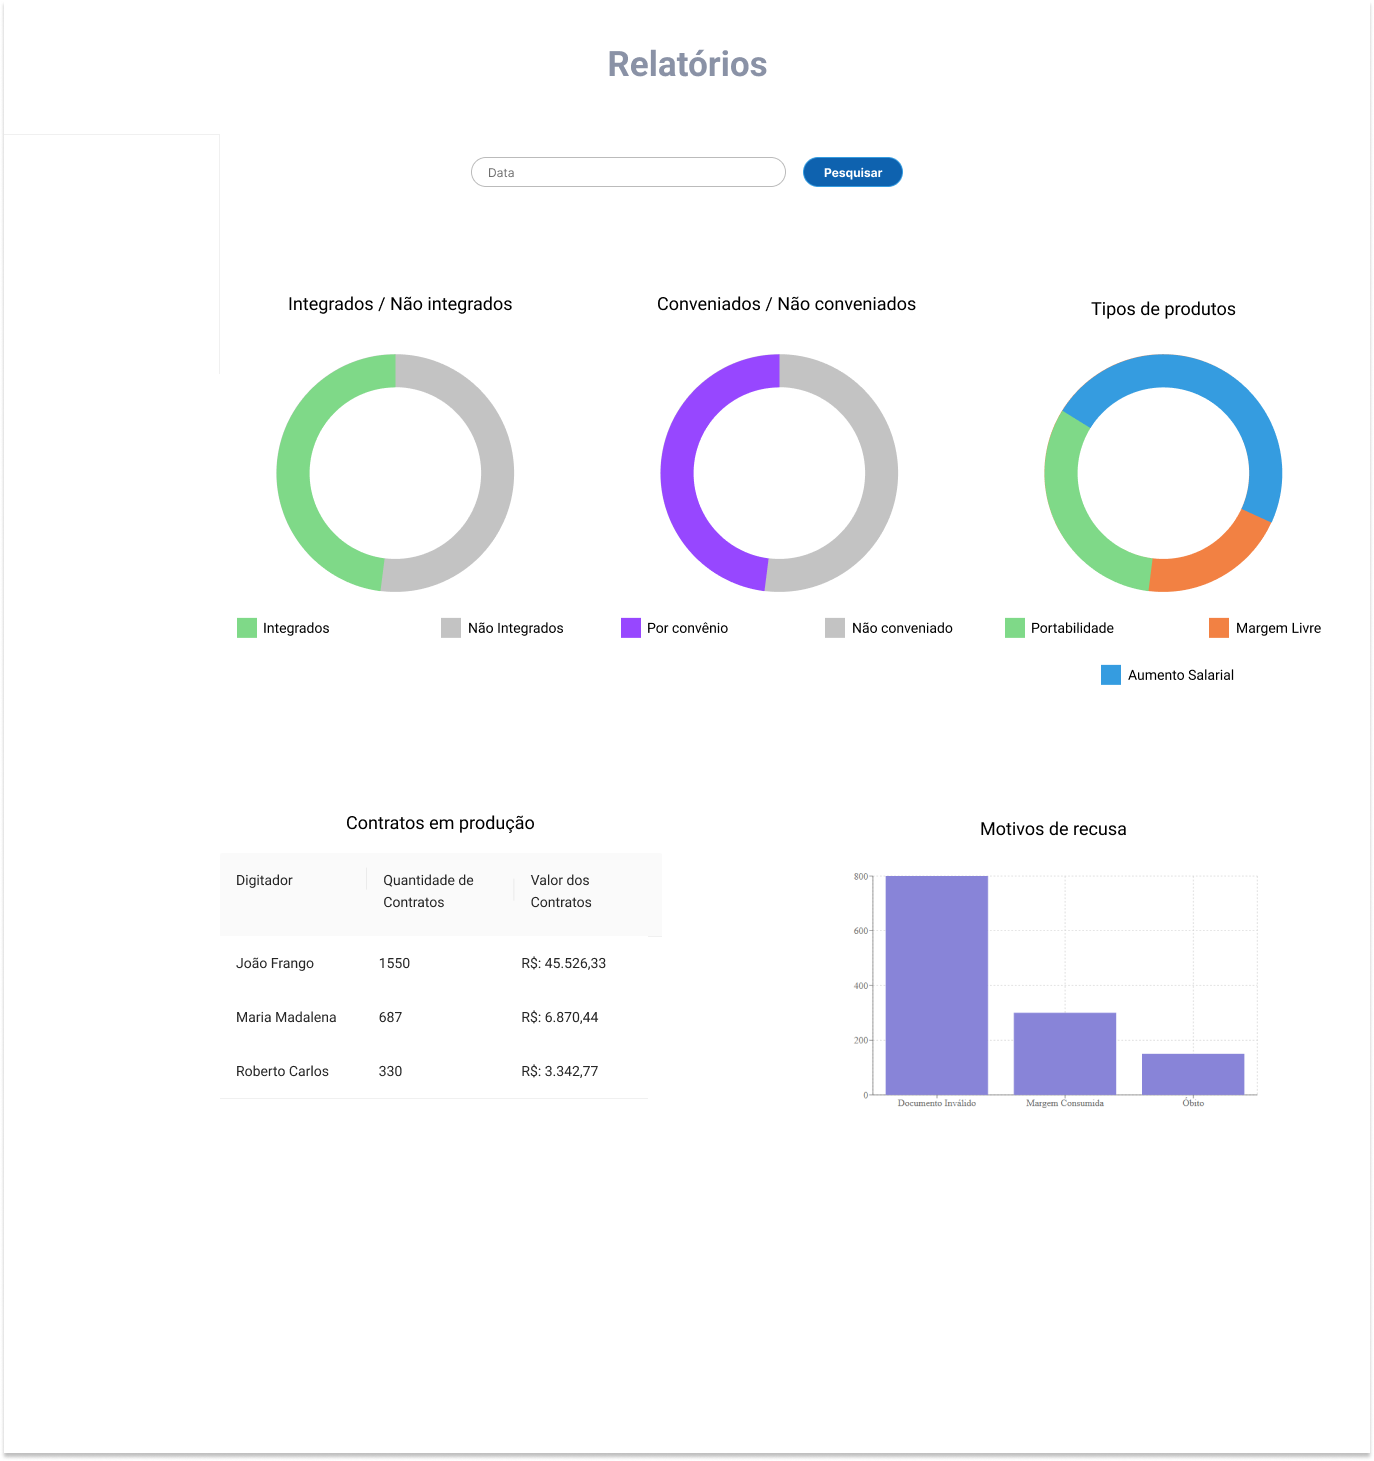 Relatórios
Data
Pesquisar
Integrados / Não integrados
Conveniados / Não conveniados
Tipos de produtos
Integrados
Não Integrados
Por convênio
Não conveniado
Portabilidade
Margem Livre
Aumento Salarial
Contratos em produção
Digitador
Quantidade de
Contratos
Valor dos
Contratos
João Frango
1550
R$: 45.526,33
Maria Madalena
687
R$: 6.870,44
Roberto Carlos
330
R$: 3.342,77
Motivos de recusa
800
600
400
200
0
Documento Inválido
Margem Consumida
Óbito